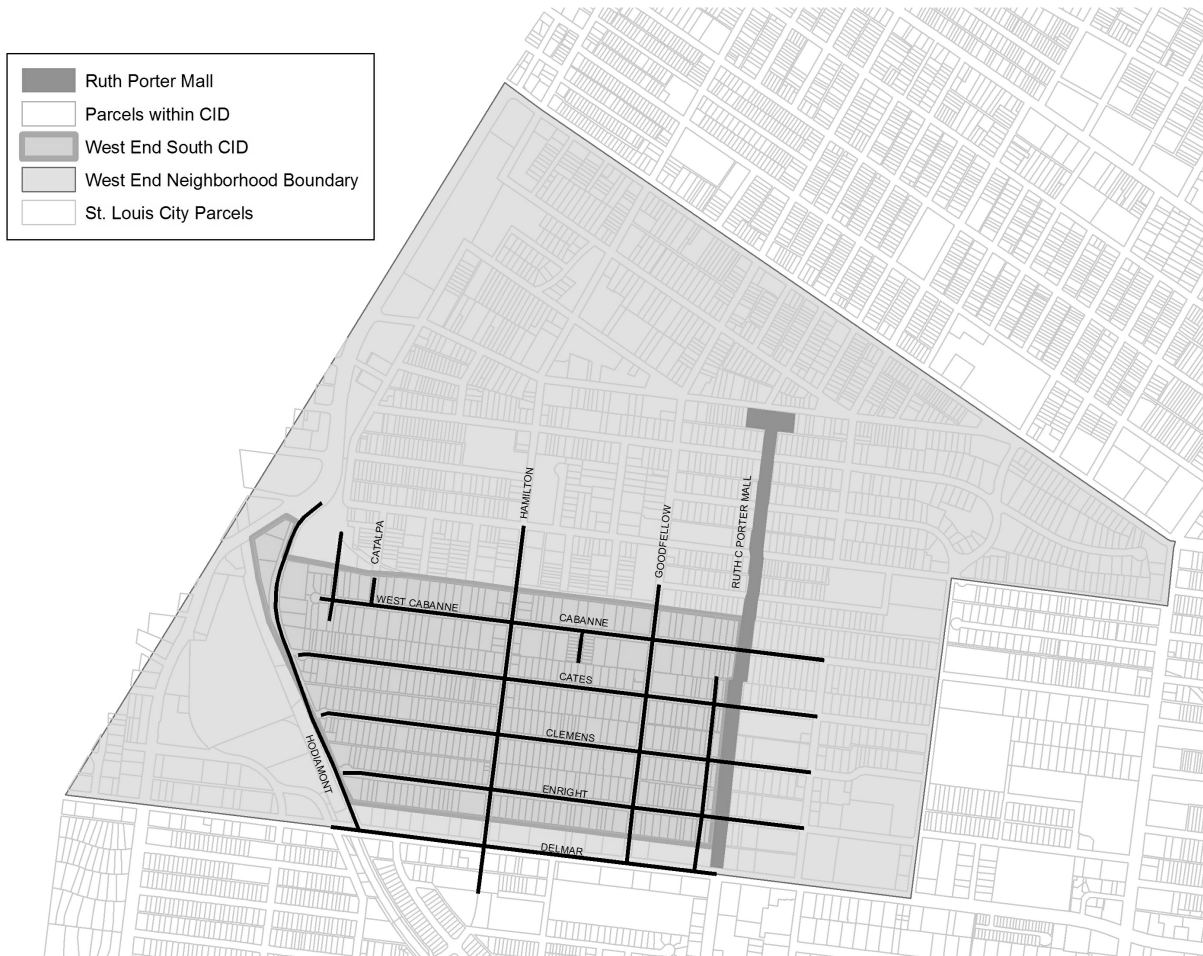 Ruth Porter Mall
Parcels within CID
West End South CID
West End Neighborhood Boundary
St. Louis City Parcels
HAMILTON
RUTH C PORTER MALL
GOODFELLOW
CATALPA
WEST CABANNE
CABANNE
CATES
CLEMENS
HODIAMONT
ENRIGHT
DELMAR